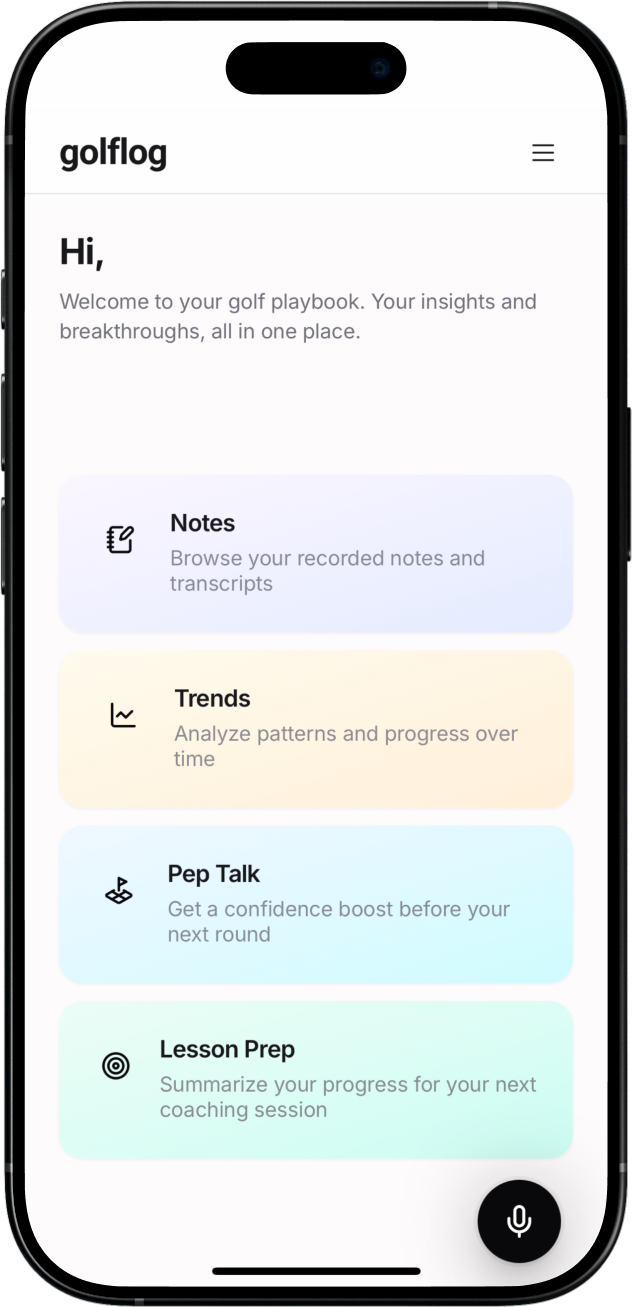 golflog
Hi,
Welcome to your golf playbook. Your insights and
breakthroughs, all in one place.
Notes
Browse your recorded notes and
transcripts
Trends
Analyze patterns and progress over
time
Pep Talk
Get a confidence boost before your
next round
Lesson Prep
Summarize your progress for your next
coaching session